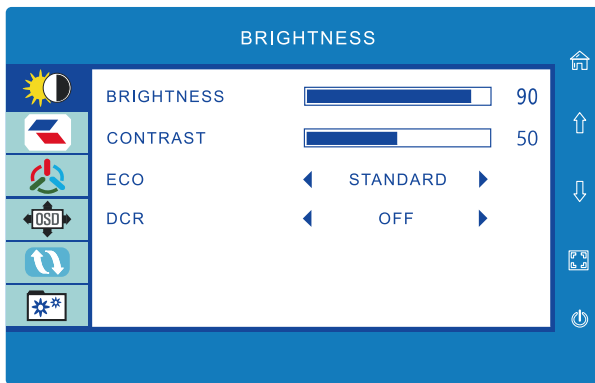 BRIGHTNESS
BRIGHTNESS 90
CONTRAST 50
ECO STANDARD
DCR OFF
OSD